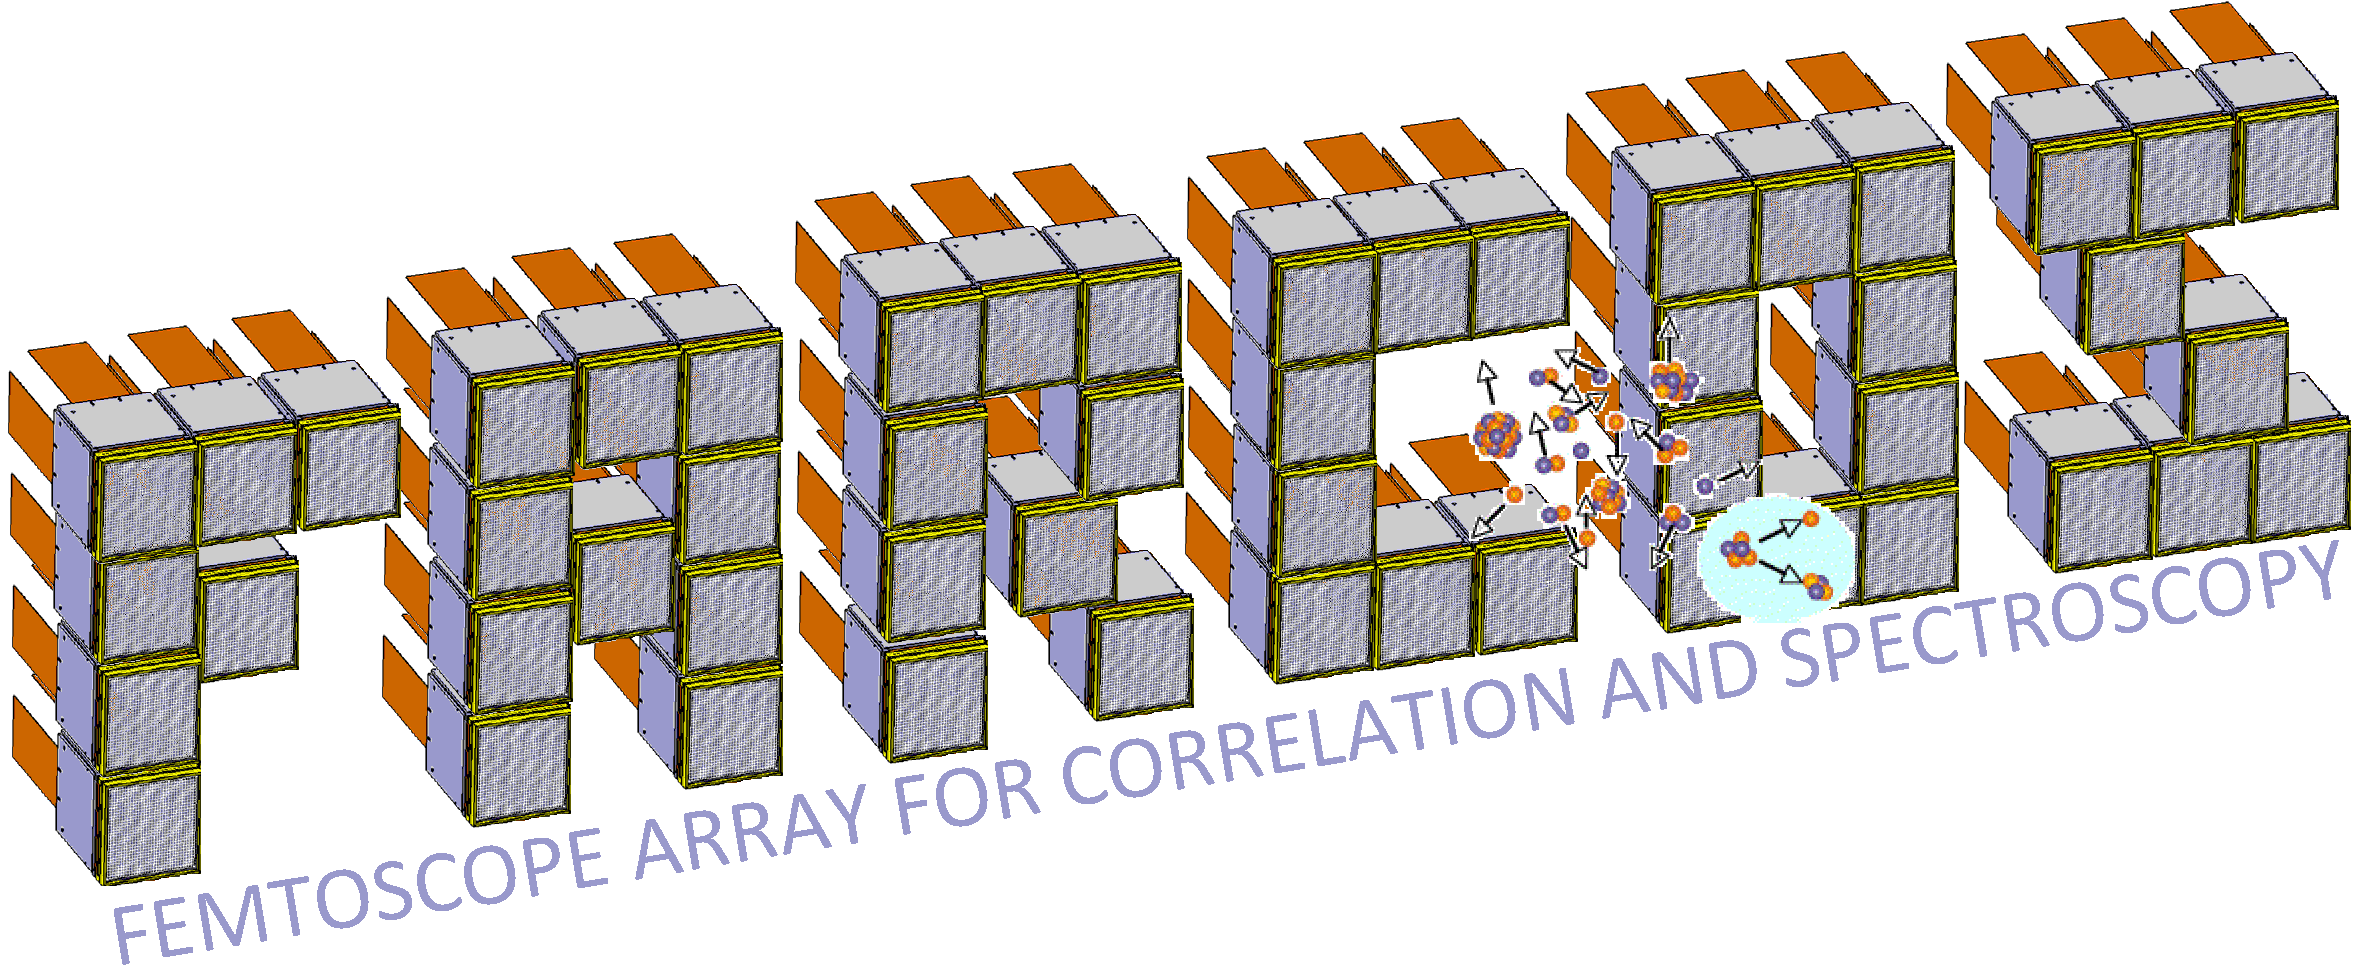 FARCOS
FEMTOSCOPE ARRAY FOR CORRELATION AND SPECTROSCOPY